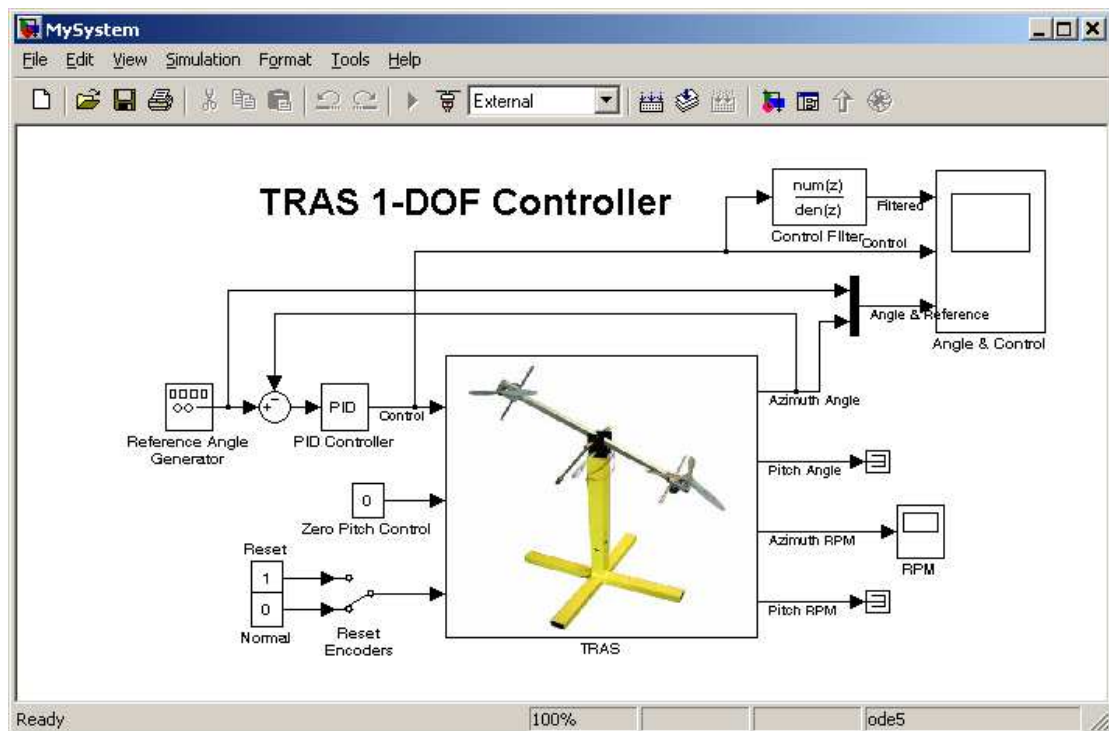 MySystem
File Edit View Simulation Format Tools Help
External
TRAS 1-DOF Controller
num(z)
den(z)
Filtered
Control Filter
Control
Angle & Reference
Angle & Control
Reference Angle
Generator
+
-
PID
PID Controller
Control
Azimuth Angle
Pitch Angle
0
Zero Pitch Control
Azimuth RPM
RPM
Reset
1
0
Normal
Reset
Encoders
Pitch RPM
TRAS
Ready
100%
ode5